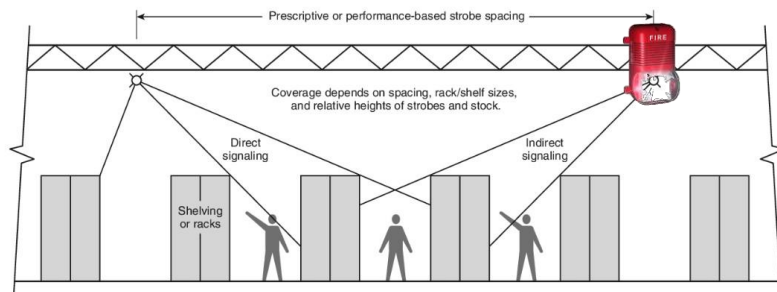 Prescriptive or performance-based strobe spacing
FIRE
Coverage depends on spacing, rack/shelf sizes,
and relative heights of strobes and stock.
Direct
signaling
Indirect
signaling
Shelving
or racks